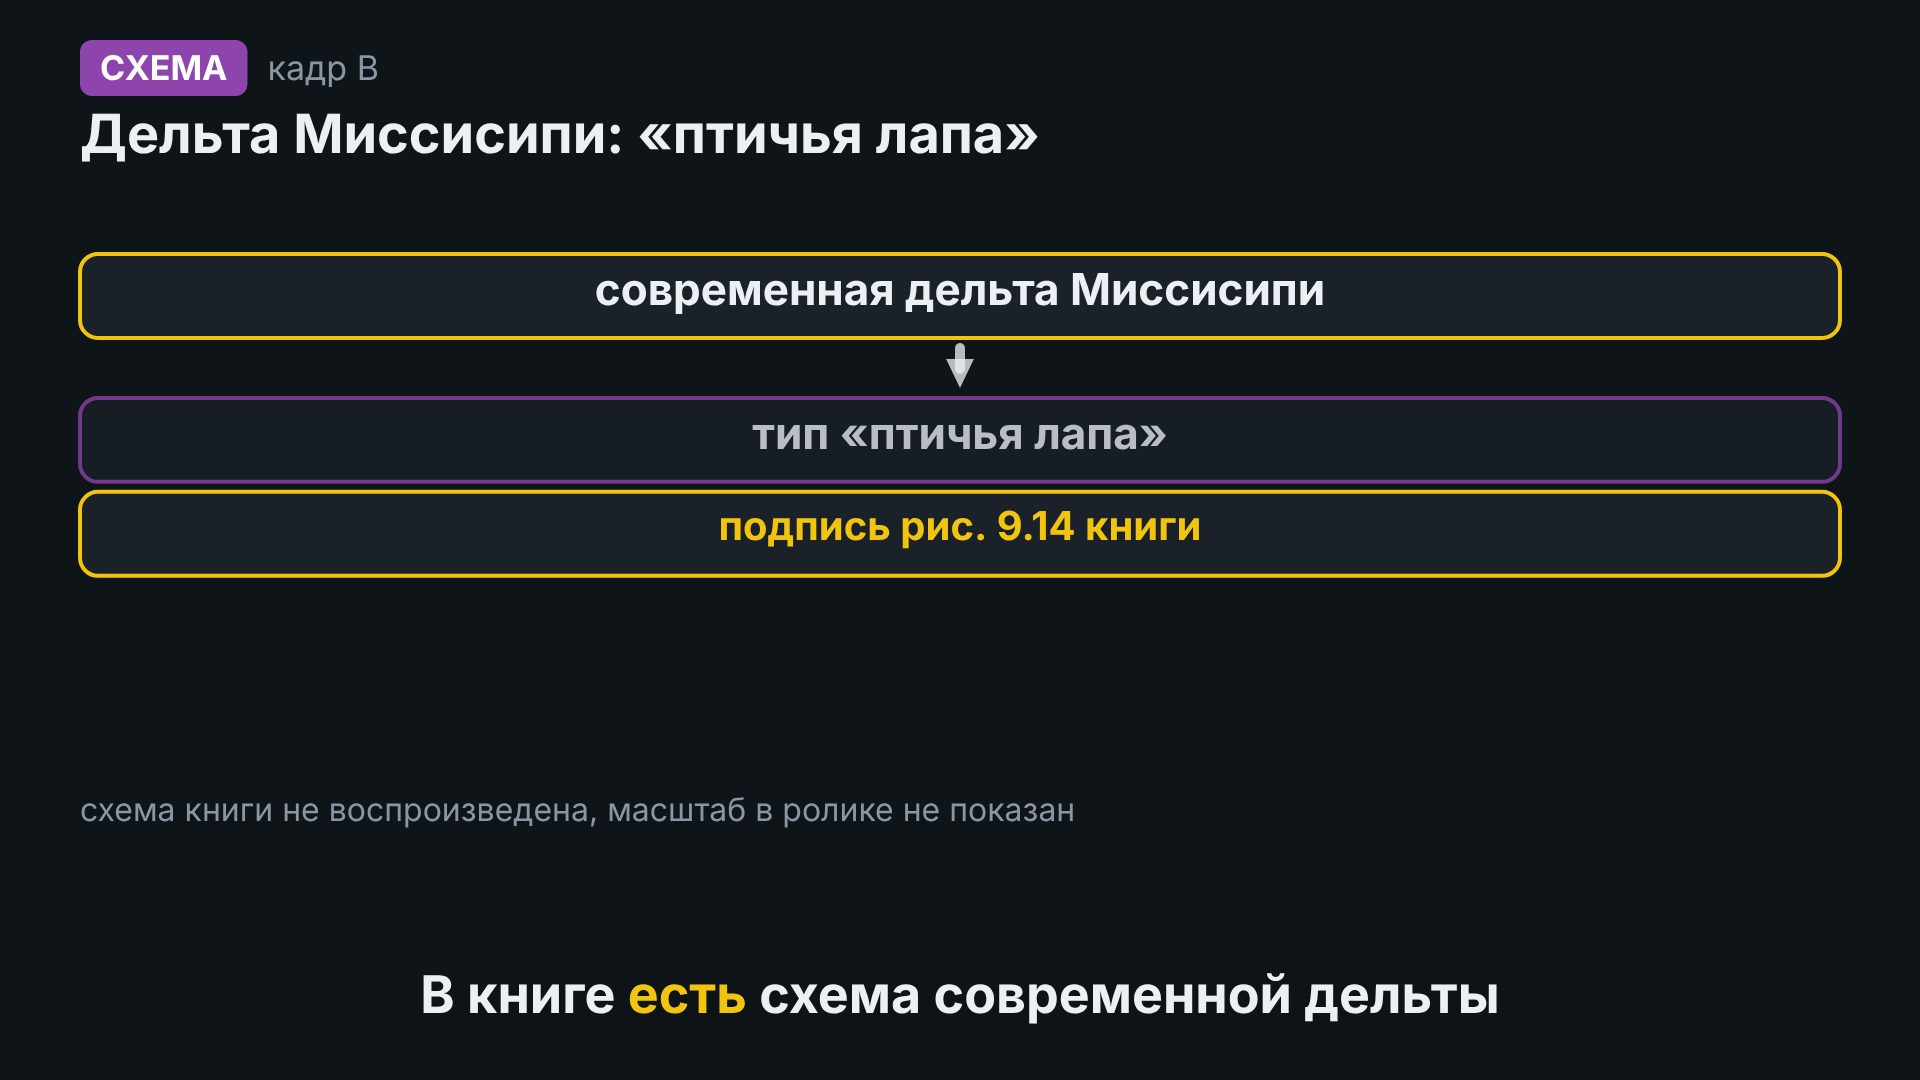 СХЕМА кадр В
Дельта Миссисипи: «птичья лапа»
современная дельта Миссисипи
тип «птичья лапа»
подпись рис. 9.14 книги
схема книги не воспроизведена, масштаб в ролике не показан
В книге есть схема современной дельты